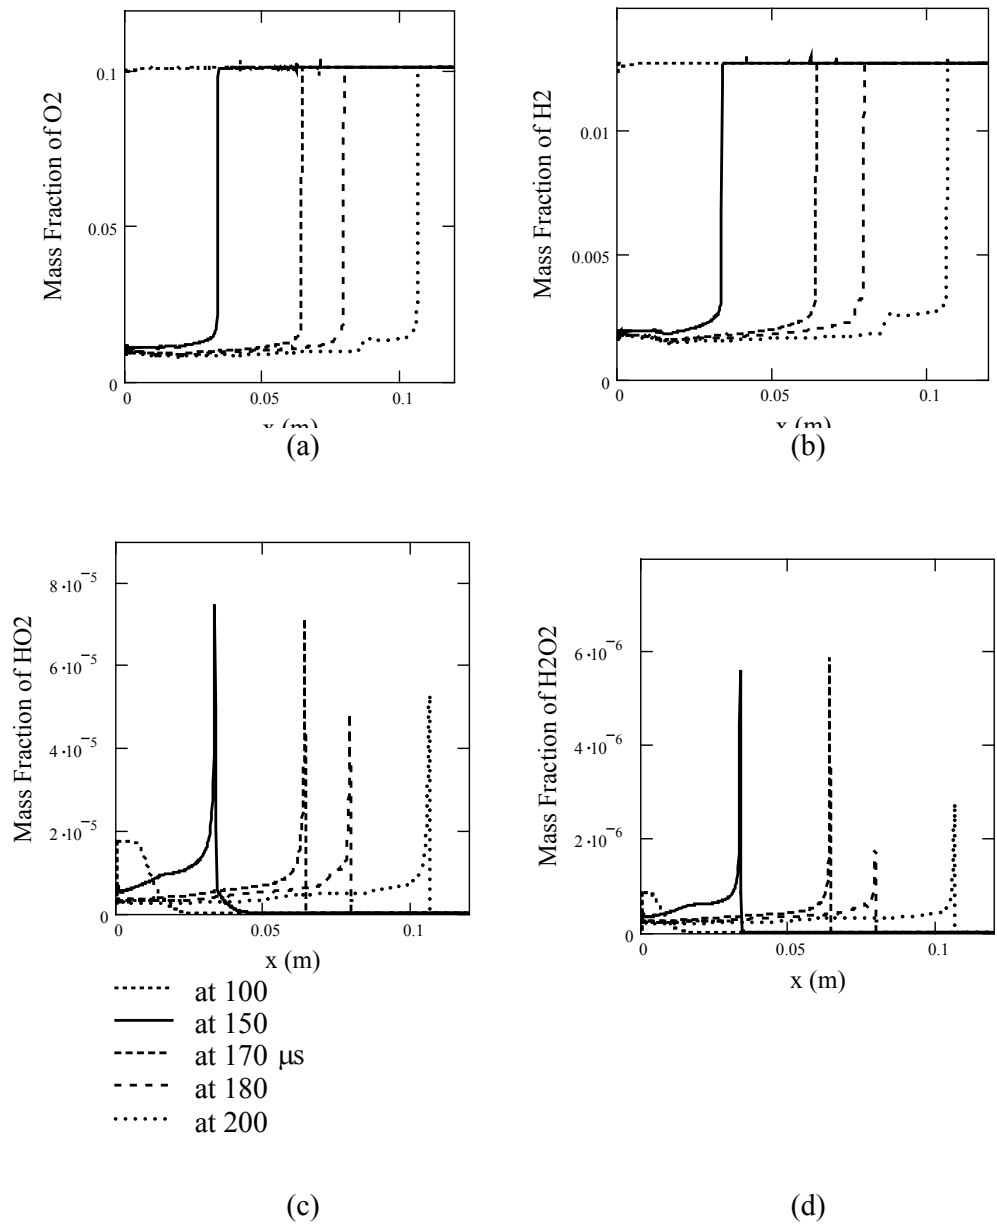 0.1
0.05
0
Mass Fraction of O2
0
0.05
0.1
x (m)
(a)
0.01
0.005
0
Mass Fraction of H2
0
0.05
0.1
x (m)
(b)
8·10⁻⁵
6·10⁻⁵
4·10⁻⁵
2·10⁻⁵
0
Mass Fraction of HO2
0
0.05
0.1
x (m)
6·10⁻⁶
4·10⁻⁶
2·10⁻⁶
0
Mass Fraction of H2O2
0
0.05
0.1
x (m)
at 100
at 150
at 170 μs
at 180
at 200
(c)
(d)